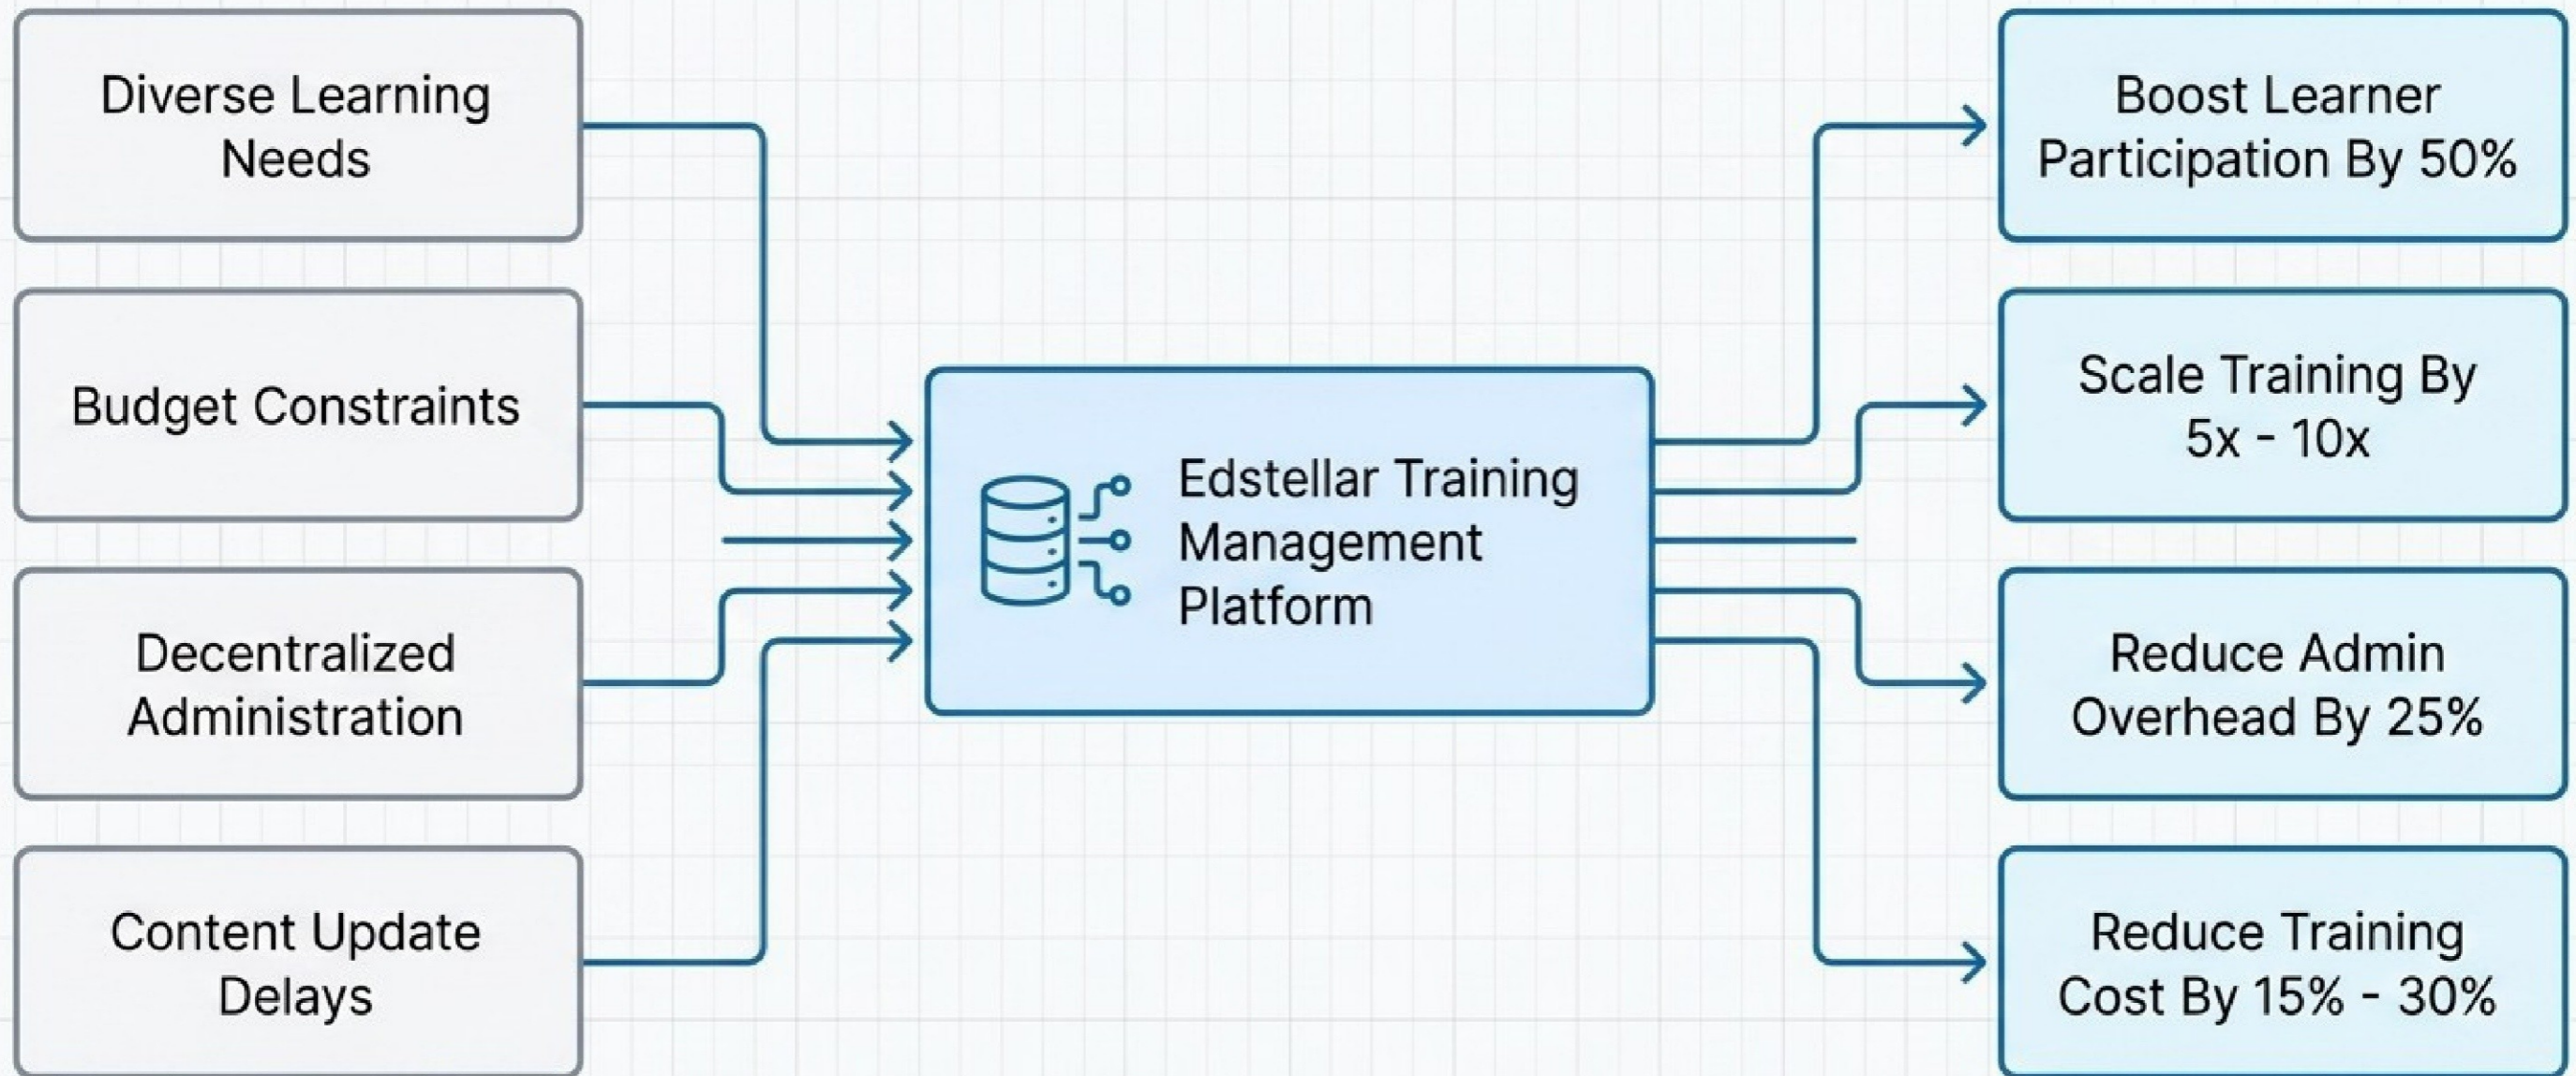 Diverse Learning
Needs
Budget Constraints
Decentralized
Administration
Content Update
Delays
Edstellar Training
Management
Platform
Boost Learner
Participation By 50%
Scale Training By
5x - 10x
Reduce Admin
Overhead By 25%
Reduce Training
Cost By 15% - 30%